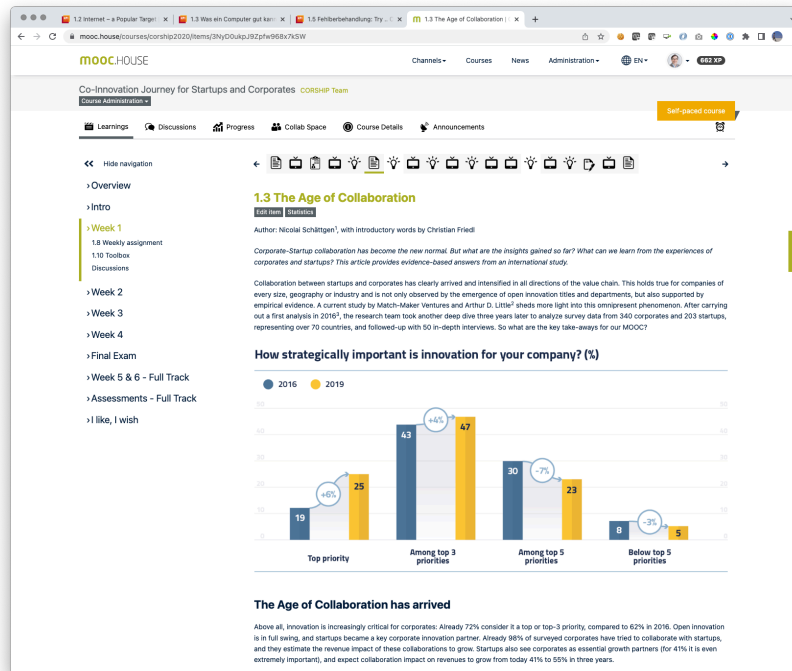 1.2 Internet – a Popular Target
1.3 Was ein Computer gut kann
1.5 Fehlerbehandlung: Try ..
1.3 The Age of Collaboration |
mooc.house/courses/corship2020/items/3NyD0ukpJ9Zpfw968x7kSW
mooc.HOUSE
Channels
Courses
News
Administration
EN
662 XP
Co-Innovation Journey for Startups and Corporates CORSHIP Team
Course Administration
Self-paced course
Learnings
Discussions
Progress
Collab Space
Course Details
Announcements
Hide navigation
Overview
Intro
Week 1
1.8 Weekly assignment
1.10 Toolbox
Discussions
Week 2
Week 3
Week 4
Final Exam
Week 5 & 6 - Full Track
Assessments - Full Track
I like, I wish
1.3 The Age of Collaboration
Edit item Statistics
Author: Nicolai Schättgen1, with introductory words by Christian Friedl
Corporate-Startup collaboration has become the new normal. But what are the insights gained so far? What can we learn from the experiences of
corporates and startups? This article provides evidence-based answers from an international study.
Collaboration between startups and corporates has clearly arrived and intensified in all directions of the value chain. This holds true for companies of
every size, geography or industry and is not only observed by the emergence of open innovation titles and departments, but also supported by
empirical evidence. A current study by Match-Maker Ventures and Arthur D. Little2 sheds more light into this omnipresent phenomenon. After carrying
out a first analysis in 20163, the research team took another deep dive three years later to analyze survey data from 340 corporates and 203 startups,
representing over 70 countries, and followed-up with 50 in-depth interviews. So what are the key take-aways for our MOOC?
How strategically important is innovation for your company? (%)
2016
2019
50 50
40 40
30 30
20 20
10 10
0 0
19 +6% 25
43 +4% 47
30 -7% 23
8 -3% 5
Top priority
Among top 3
priorities
Among top 5
priorities
Below top 5
priorities
The Age of Collaboration has arrived
Above all, innovation is increasingly critical for corporates: Already 72% consider it a top or top-3 priority, compared to 62% in 2016. Open innovation
is in full swing, and startups became a key corporate innovation partner. Already 98% of surveyed corporates have tried to collaborate with startups,
and they estimate the revenue impact of these collaborations to grow. Startups also see corporates as essential growth partners (for 41% it is even
extremely important), and expect collaboration impact on revenues to grow from today 41% to 55% in three years.